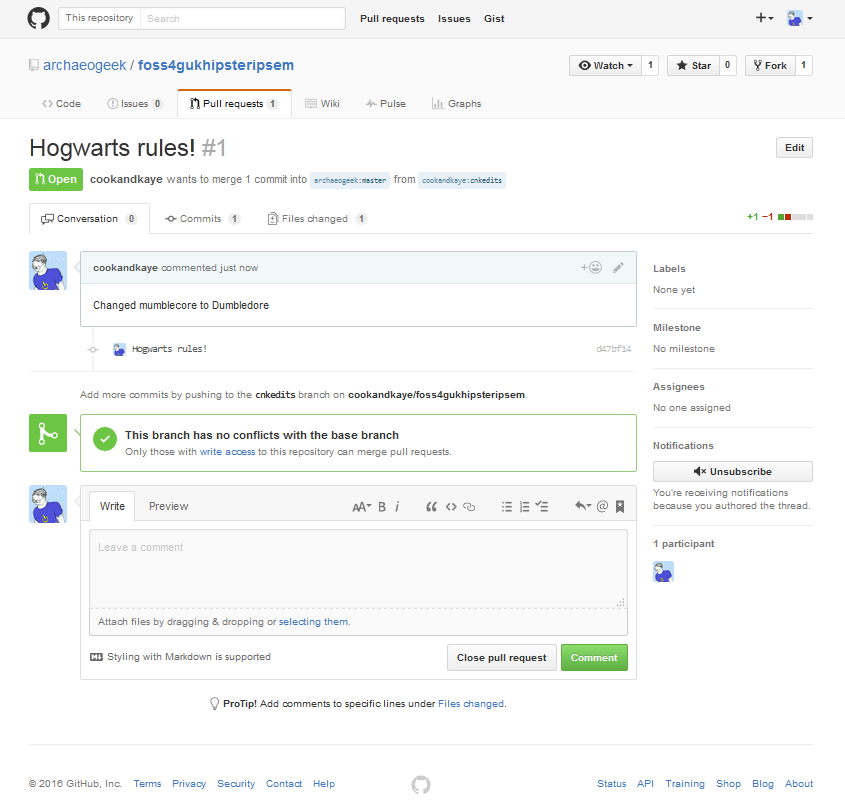 This repository Search Pull requests Issues Gist
archaeogeek / foss4gukhipsteripsem Watch 1 Star 0 Fork 1
Code Issues 0 Pull requests 1 Wiki Pulse Graphs
Hogwarts rules! #1 Edit
Open cookandkaye wants to merge 1 commit into archaeogeek:master from cookandkaye:cnkedits
Conversation 0 Commits 1 Files changed 1 +1 −1
cookandkaye commented just now
Changed mumblecore to Dumbledore
Hogwarts rules! d47bf14
Add more commits by pushing to the cnkedits branch on cookandkaye/foss4gukhipsteripsem.
This branch has no conflicts with the base branch
Only those with write access to this repository can merge pull requests.
Write Preview AA B i
Leave a comment
Attach files by dragging & dropping or selecting them.
Styling with Markdown is supported Close pull request Comment
ProTip! Add comments to specific lines under Files changed.
Labels
None yet
Milestone
No milestone
Assignees
No one assigned
Notifications
Unsubscribe
You're receiving notifications
because you authored the thread.
1 participant
© 2016 GitHub, Inc. Terms Privacy Security Contact Help Status API Training Shop Blog About